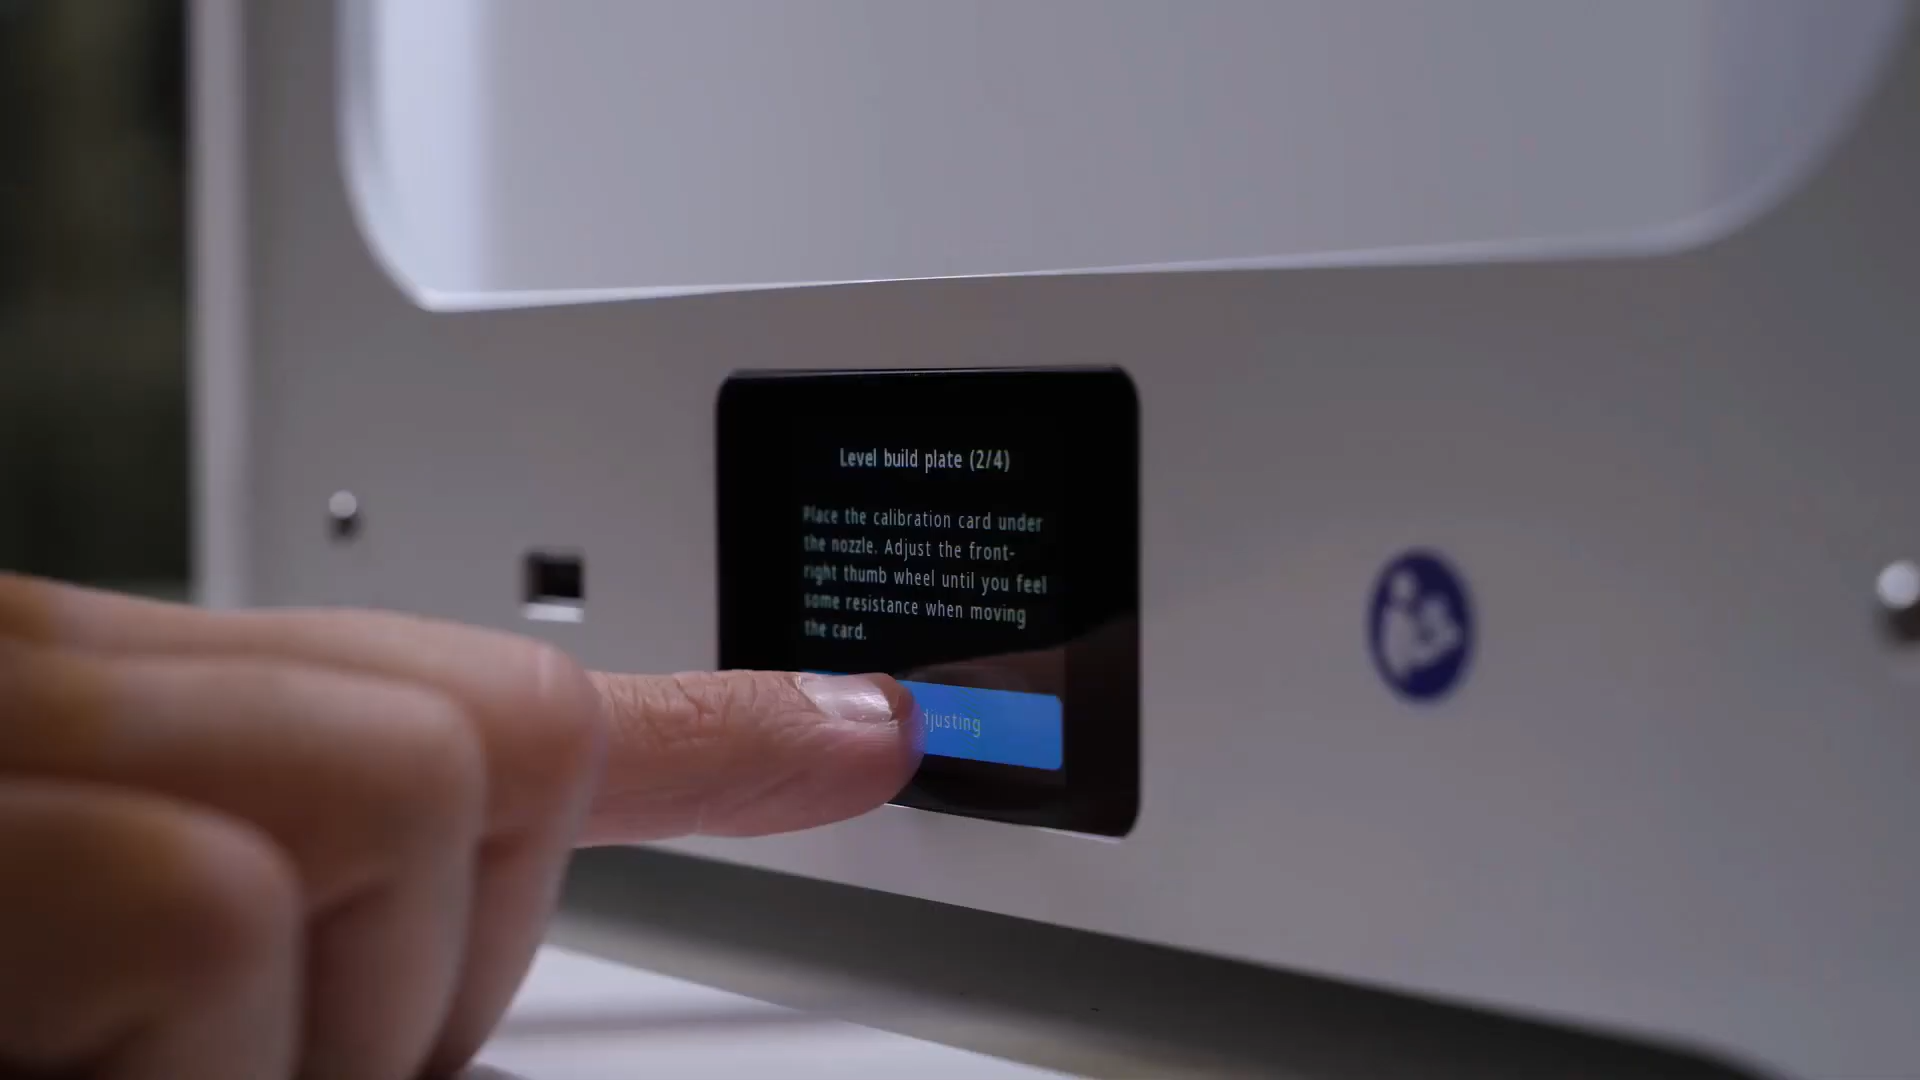 Level build plate (2/4)
Place the calibration card under
the nozzle. Adjust the front-
right thumb wheel until you feel
some resistance when moving
the card.